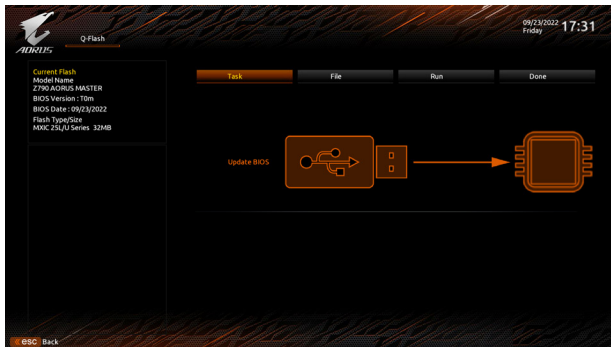 AORUS
Q-Flash
09/23/2022
Friday
17:31
Current Flash
Model Name
Z790 AORUS MASTER
BIOS Version : T0m
BIOS Date : 09/23/2022
Flash Type/Size
MXIC 25L/U Series 32MB
Task File Run Done
Update BIOS
esc Back